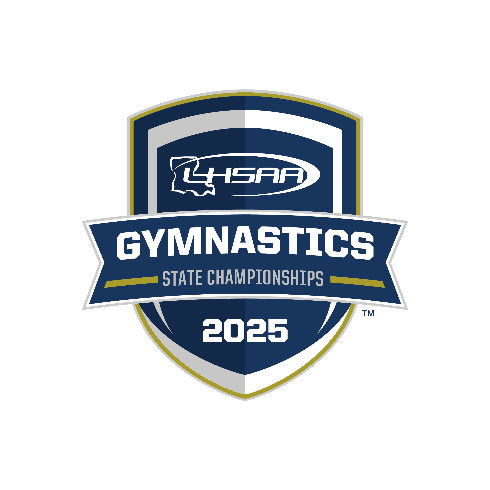 LHSAA
GYMNASTICS
STATE CHAMPIONSHIPS
2025
TM